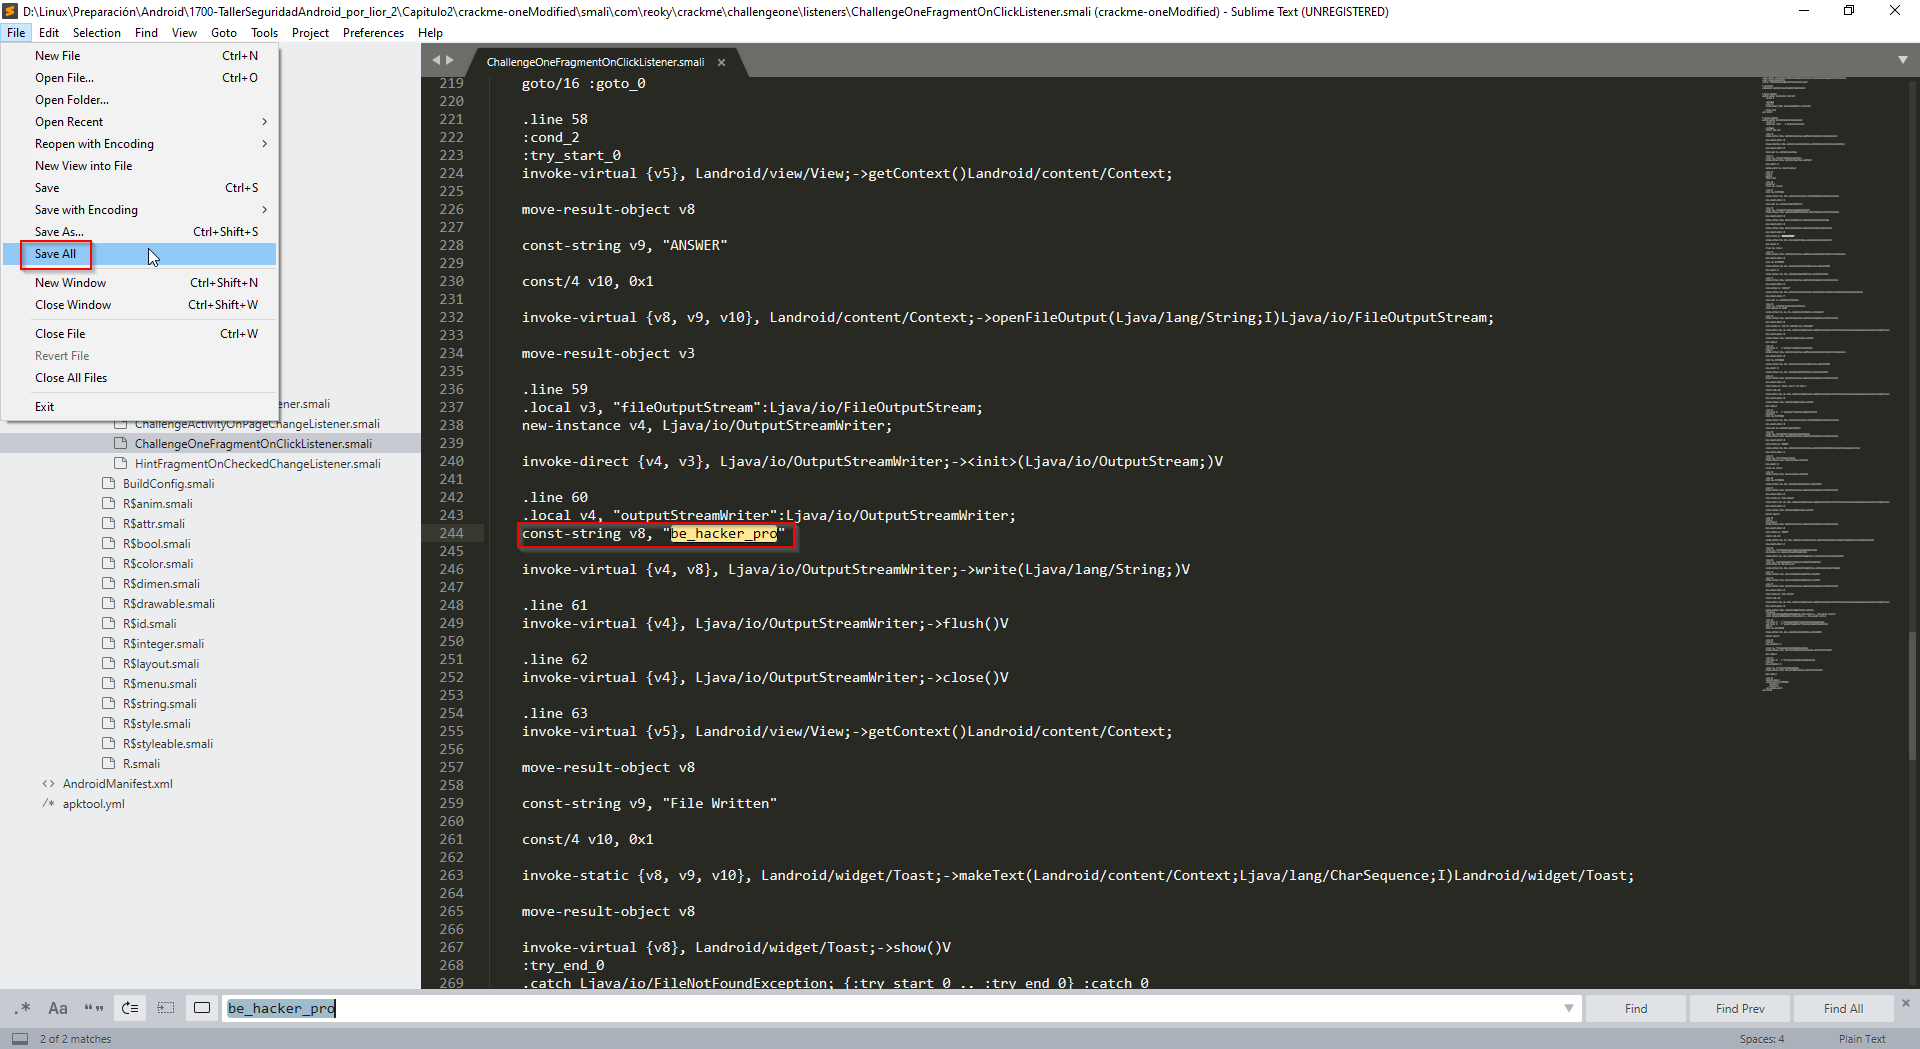 D:\Linux\Preparación\Android\1700-TallerSeguridadAndroid_por_lior_2\Capitulo2\crackme-oneModified\smali\com\reoky\crackme\challengeone\listeners\ChallengeOneFragmentOnClickListener.smali (crackme-oneModified) - Sublime Text (UNREGISTERED)
File Edit Selection Find View Goto Tools Project Preferences Help
New File Ctrl+N
Open File... Ctrl+O
Open Folder...
Open Recent
Reopen with Encoding
New View into File
Save Ctrl+S
Save with Encoding
Save As... Ctrl+Shift+S
Save All
New Window Ctrl+Shift+N
Close Window Ctrl+Shift+W
Close File Ctrl+W
Revert File
Close All Files
Exit
ener.smali
ChallengeActivityOnPageChangeListener.smali
ChallengeOneFragmentOnClickListener.smali
HintFragmentOnCheckedChangeListener.smali
BuildConfig.smali
R$anim.smali
R$attr.smali
R$bool.smali
R$color.smali
R$dimen.smali
R$drawable.smali
R$id.smali
R$integer.smali
R$layout.smali
R$menu.smali
R$string.smali
R$style.smali
R$styleable.smali
R.smali
<> AndroidManifest.xml
/* apktool.yml
ChallengeOneFragmentOnClickListener.smali
219 goto/16 :goto_0
220
221 .line 58
222 :cond_2
223 :try_start_0
224 invoke-virtual {v5}, Landroid/view/View;->getContext()Landroid/content/Context;
225
226 move-result-object v8
227
228 const-string v9, "ANSWER"
229
230 const/4 v10, 0x1
231
232 invoke-virtual {v8, v9, v10}, Landroid/content/Context;->openFileOutput(Ljava/lang/String;I)Ljava/io/FileOutputStream;
233
234 move-result-object v3
235
236 .line 59
237 .local v3, "fileOutputStream":Ljava/io/FileOutputStream;
238 new-instance v4, Ljava/io/OutputStreamWriter;
239
240 invoke-direct {v4, v3}, Ljava/io/OutputStreamWriter;-><init>(Ljava/io/OutputStream;)V
241
242 .line 60
243 .local v4, "outputStreamWriter":Ljava/io/OutputStreamWriter;
244 const-string v8, "be_hacker_pro"
245
246 invoke-virtual {v4, v8}, Ljava/io/OutputStreamWriter;->write(Ljava/lang/String;)V
247
248 .line 61
249 invoke-virtual {v4}, Ljava/io/OutputStreamWriter;->flush()V
250
251 .line 62
252 invoke-virtual {v4}, Ljava/io/OutputStreamWriter;->close()V
253
254 .line 63
255 invoke-virtual {v5}, Landroid/view/View;->getContext()Landroid/content/Context;
256
257 move-result-object v8
258
259 const-string v9, "File Written"
260
261 const/4 v10, 0x1
262
263 invoke-static {v8, v9, v10}, Landroid/widget/Toast;->makeText(Landroid/content/Context;Ljava/lang/CharSequence;I)Landroid/widget/Toast;
264
265 move-result-object v8
266
267 invoke-virtual {v8}, Landroid/widget/Toast;->show()V
268 :try_end_0
269 .catch Ljava/io/FileNotFoundException; {:try_start_0 .. :try_end_0} :catch_0
.* Aa “” be_hacker_pro Find Find Prev Find All
2 of 2 matches Spaces: 4 Plain Text